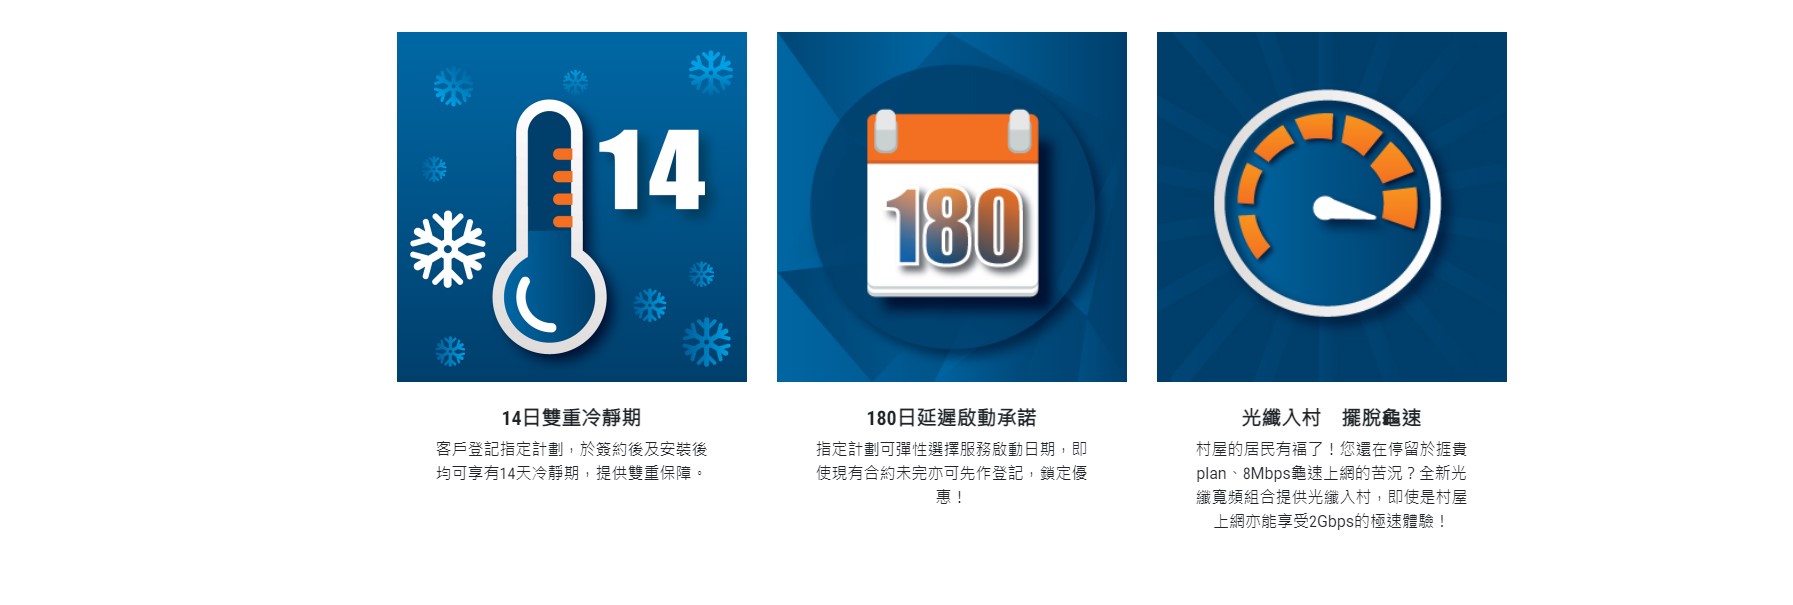 14
180
14日雙重冷靜期
客戶登記指定計劃，於簽約後及安裝後
均可享有14天冷靜期，提供雙重保障。
180日延遲啟動承諾
指定計劃可彈性選擇服務啟動日期，即
使現有合約未完亦可先作登記，鎖定優
惠！
光纖入村　擺脫龜速
村屋的居民有福了！您還在停留於捱貴
plan、8Mbps龜速上網的苦況？全新光
纖寬頻組合提供光纖入村，即使是村屋
上網亦能享受2Gbps的極速體驗！